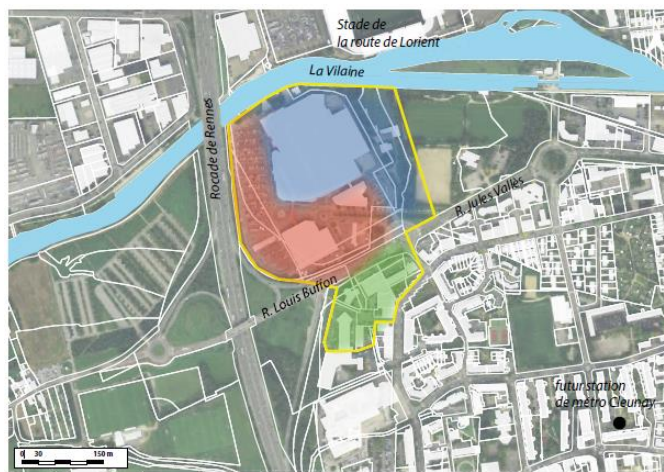 Stade de
la route de Lorient
La Vilaine
Rocade de Rennes
R. Jules Vallès
R. Louis Buffon
futur station
de métro Cleunay
0 30 150 m